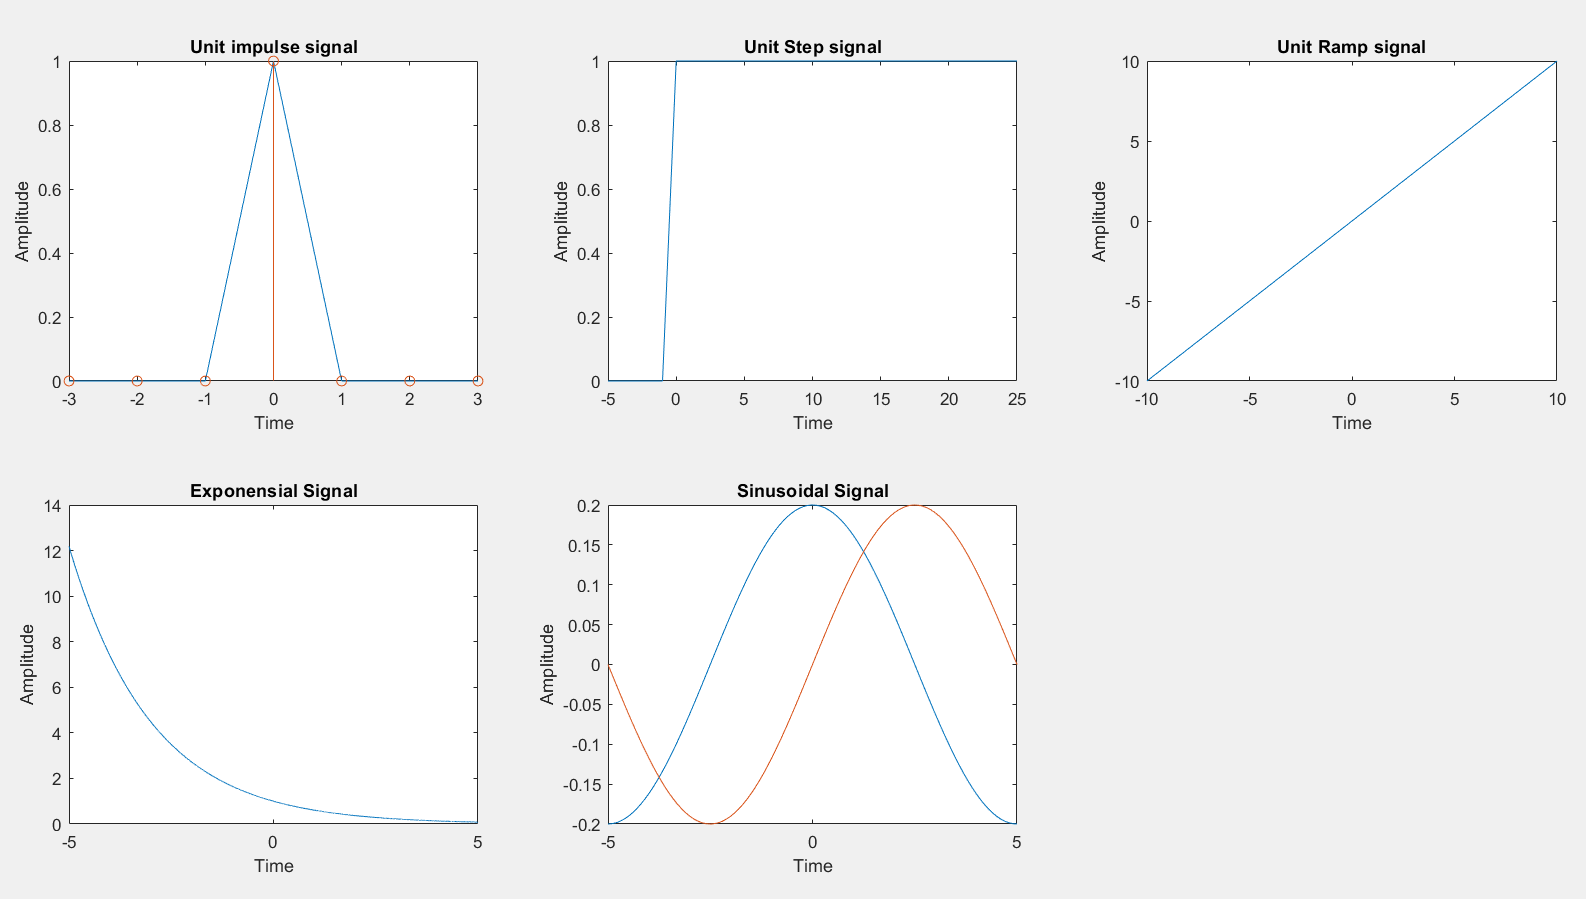 Unit impulse signal
1
0.8
0.6
0.4
0.2
0
Amplitude
-3 -2 -1 0 1 2 3
Time
Unit Step signal
1
0.8
0.6
0.4
0.2
0
Amplitude
-5 0 5 10 15 20 25
Time
Unit Ramp signal
10
5
0
-5
-10
Amplitude
-10 -5 0 5 10
Time
Exponensial Signal
14
12
10
8
6
4
2
0
Amplitude
-5 0 5
Time
Sinusoidal Signal
0.2
0.15
0.1
0.05
0
-0.05
-0.1
-0.15
-0.2
Amplitude
-5 0 5
Time